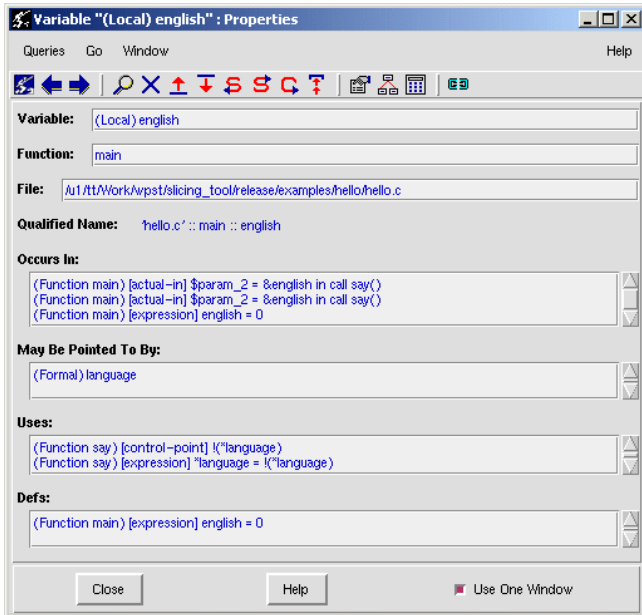 Variable "(Local) english" : Properties
Queries Go Window Help
Variable: (Local) english
Function: main
File: /u1/tt/Work/wpst/slicing_tool/release/examples/hello/hello.c
Qualified Name: 'hello.c' :: main :: english
Occurs In:
(Function main) [actual-in] $param_2 = &english in call say()
(Function main) [actual-in] $param_2 = &english in call say()
(Function main) [expression] english = 0
May Be Pointed To By:
(Formal) language
Uses:
(Function say) [control-point] !(*language)
(Function say) [expression] *language = !(*language)
Defs:
(Function main) [expression] english = 0
Close Help Use One Window